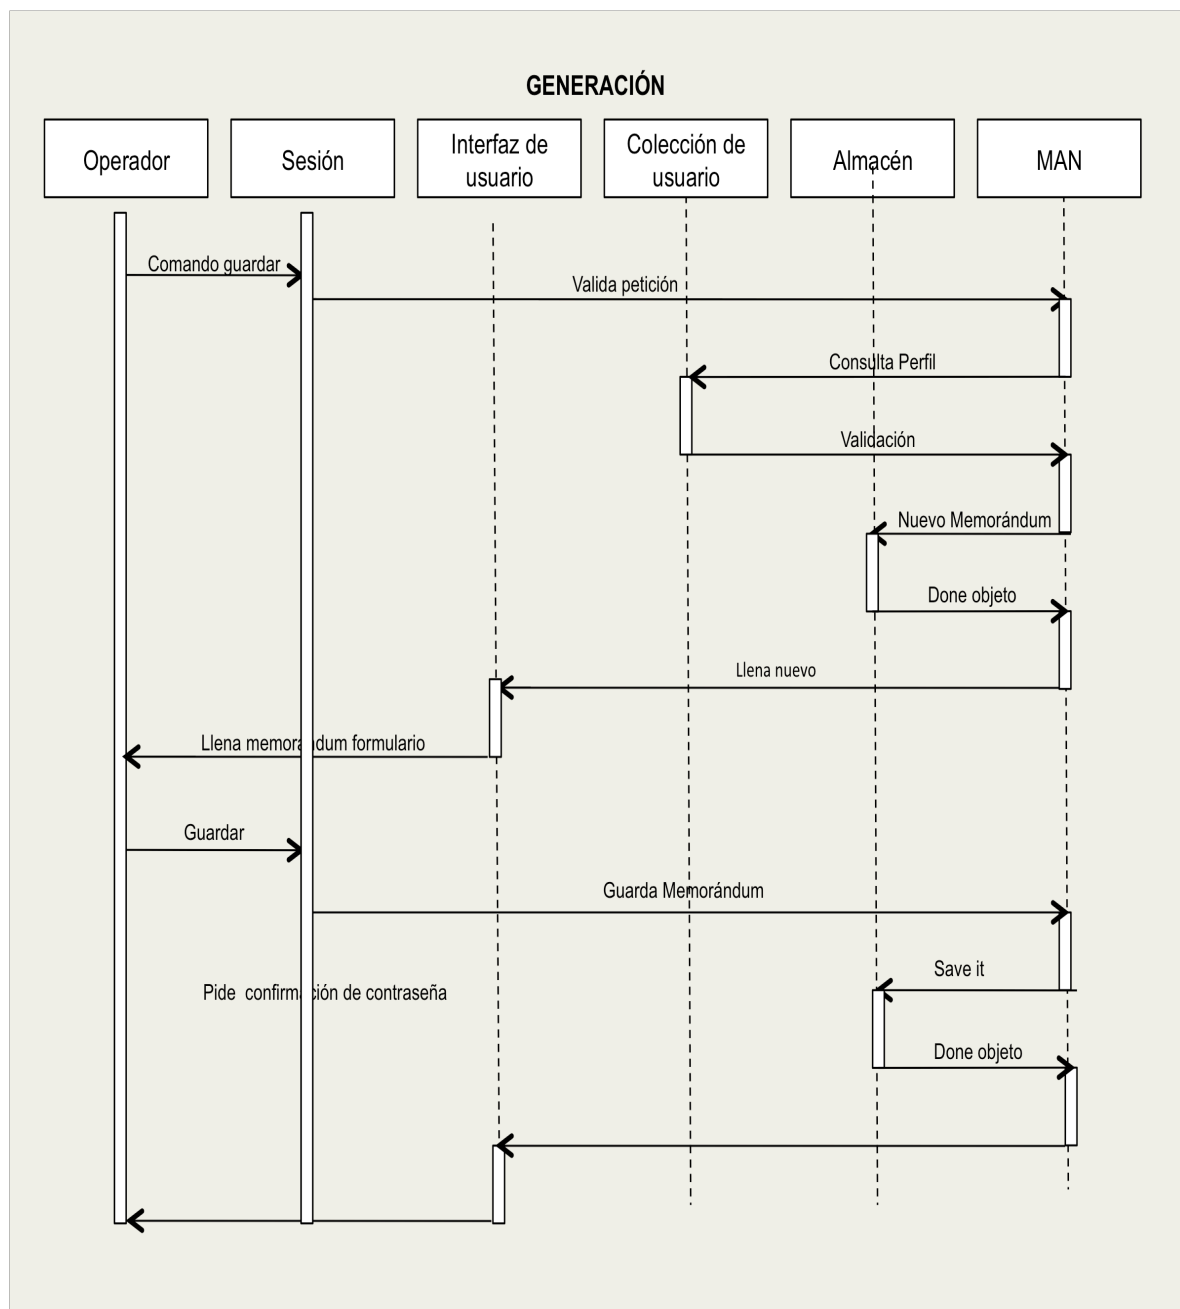 GENERACIÓN
Operador
Sesión
Interfaz de
usuario
Colección de
usuario
Almacén
MAN
Comando guardar
Valida petición
Consulta Perfil
Validación
Nuevo Memorándum
Done objeto
Llena nuevo
Llena memorándum formulario
Guardar
Guarda Memorándum
Save it
Pide  confirmación de contraseña
Done objeto